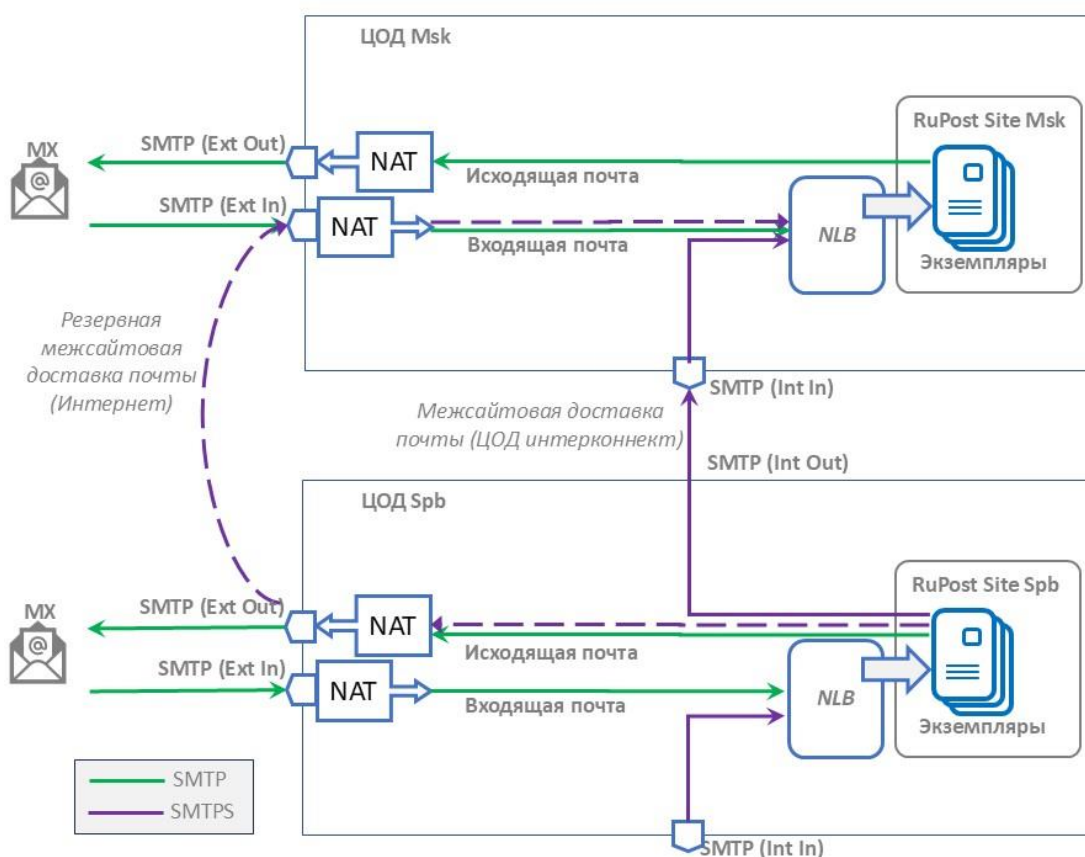 ЦОД Msk
RuPost Site Msk
SMTP (Ext Out)
MX
NAT
Исходящая почта
SMTP (Ext In)
NAT
Входящая почта
NLB
Экземпляры
Резервная
межсайтовая
доставка почты
(Интернет)
SMTP (Int In)
Межсайтовая доставка
почты (ЦОД интерконнект)
SMTP (Int Out)
ЦОД Spb
RuPost Site Spb
MX
SMTP (Ext Out)
NAT
Исходящая почта
SMTP (Ext In)
NAT
Входящая почта
NLB
Экземпляры
SMTP
SMTPS
SMTP (Int In)